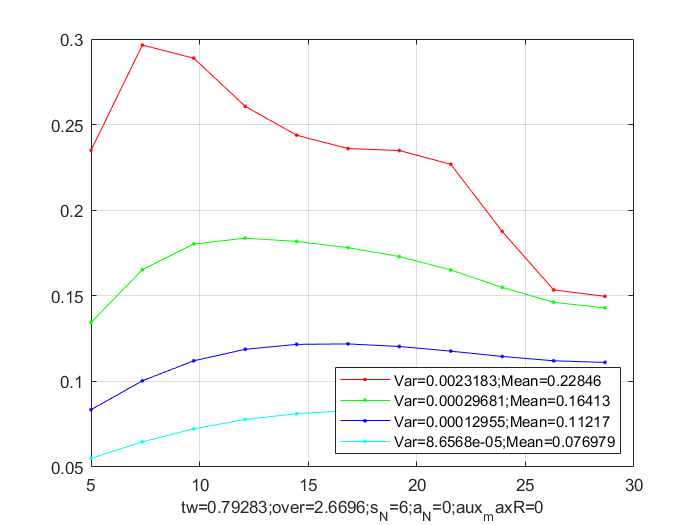 0.3
0.25
0.2
0.15
0.1
0.05
Var=0.0023183;Mean=0.22846
Var=0.00029681;Mean=0.16413
Var=0.00012955;Mean=0.11217
Var=8.6568e-05;Mean=0.076979
5 10 15 20 25 30
tw=0.79283;over=2.6696;s_N=6;a_N=0;aux_maxR=0